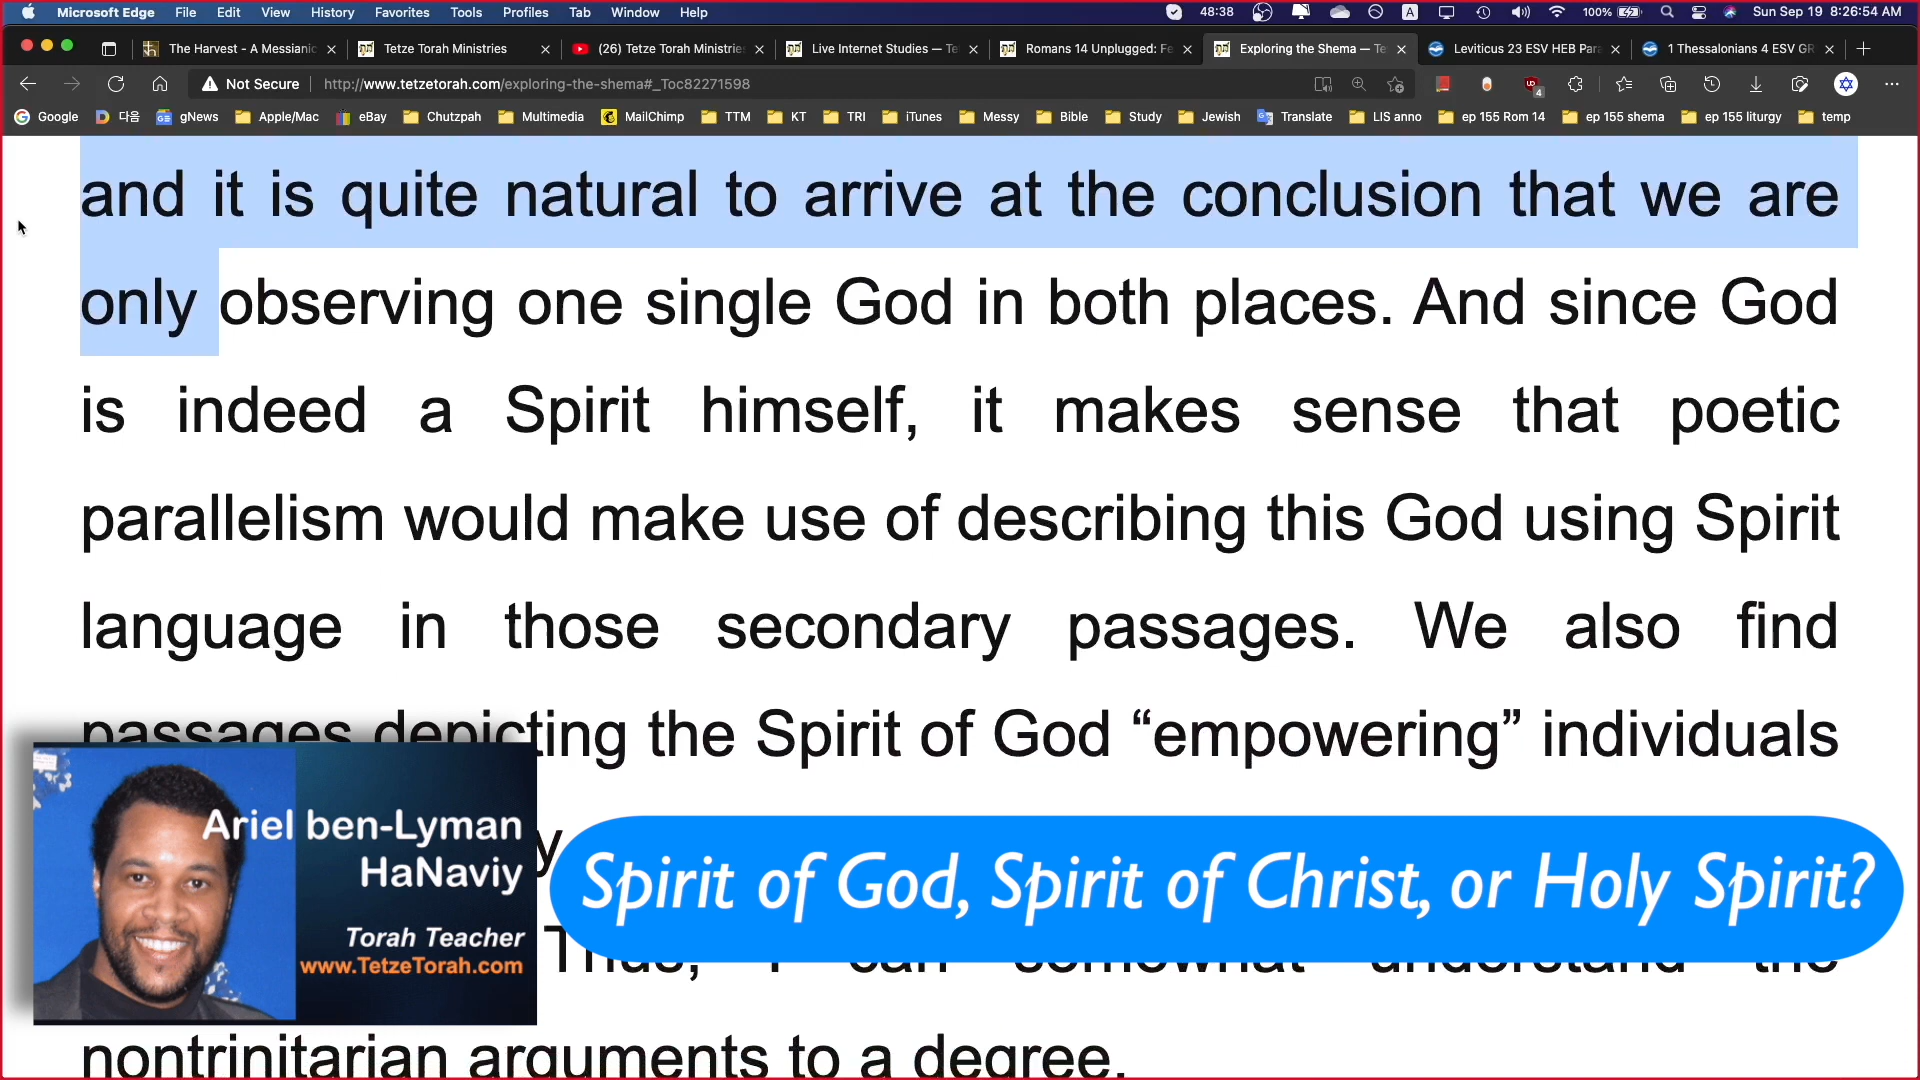 Microsoft Edge File Edit View History Favorites Tools Profiles Tab Window Help 48:38 A 100% Sun Sep 19 8:26:54 AM
The Harvest - A Messianic Tetze Torah Ministries (26) Tetze Torah Ministrie Live Internet Studies — Te Romans 14 Unplugged: Fe Exploring the Shema — Te Leviticus 23 ESV HEB Para 1 Thessalonians 4 ESV GR
Not Secure http://www.tetzetorah.com/exploring-the-shema#_Toc82271598
Google 다음 gNews Apple/Mac eBay Chutzpah Multimedia MailChimp TTM KT TRI iTunes Messy Bible Study Jewish Translate LIS anno ep 155 Rom 14 ep 155 shema ep 155 liturgy temp
and it is quite natural to arrive at the conclusion that we are
only observing one single God in both places. And since God
is indeed a Spirit himself, it makes sense that poetic
parallelism would make use of describing this God using Spirit
language in those secondary passages. We also find
passages depicting the Spirit of God “empowering” individuals
Ariel ben-Lyman
HaNaviy
Torah Teacher
www.TetzeTorah.com
Spirit of God, Spirit of Christ, or Holy Spirit?
Thus, I can somewhat understand the
nontrinitarian arguments to a degree.